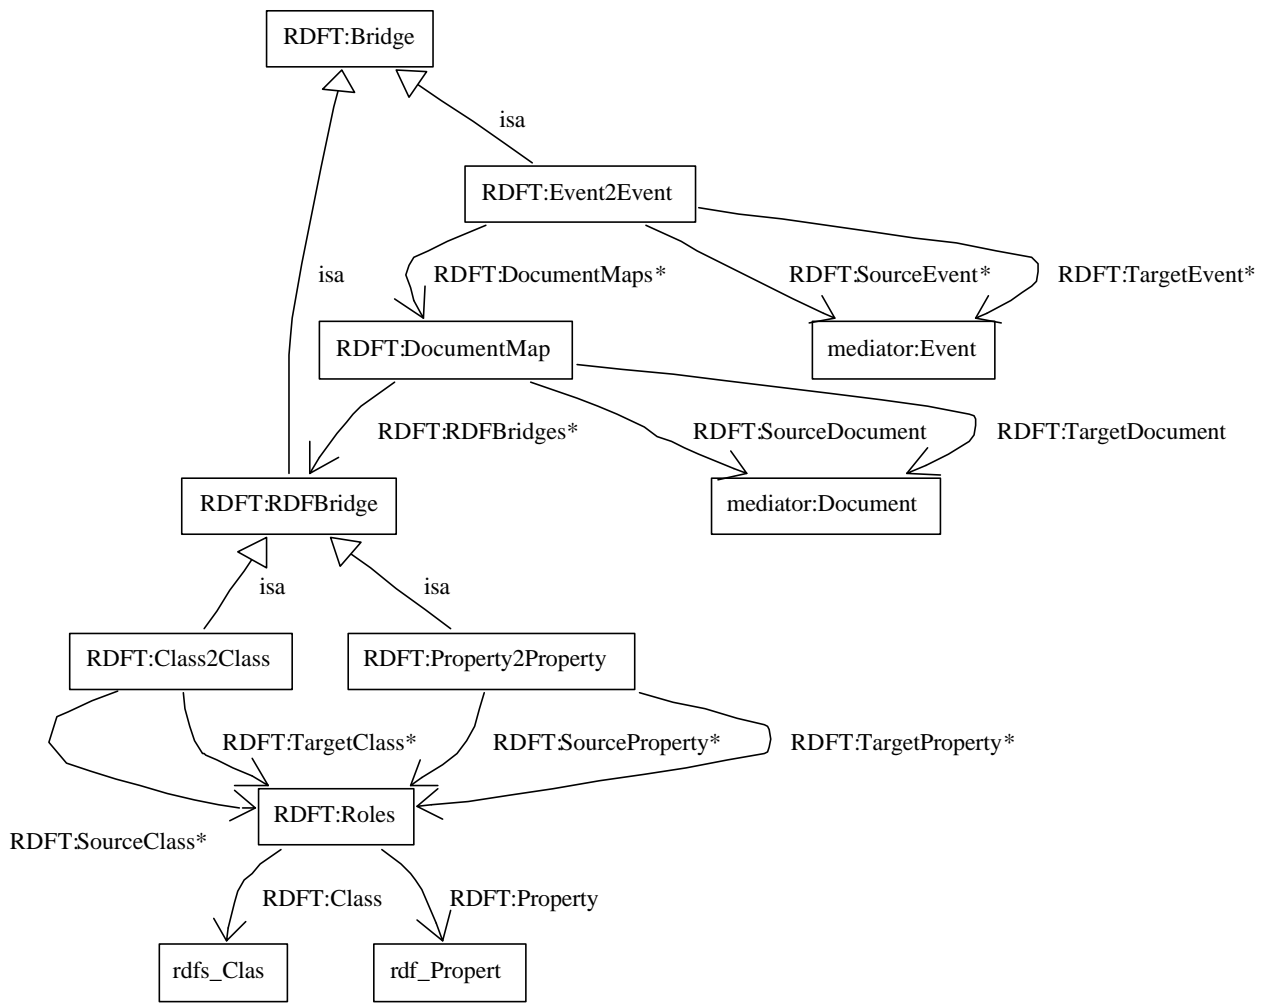 RDFT:Bridge
isa
RDFT:Event2Event
isa
RDFT:DocumentMaps*
RDFT:SourceEvent*
RDFT:TargetEvent*
RDFT:DocumentMap
mediator:Event
RDFT:RDFBridges*
RDFT:SourceDocument
RDFT:TargetDocument
RDFT:RDFBridge
mediator:Document
isa
isa
RDFT:Class2Class
RDFT:Property2Property
RDFT:TargetClass*
RDFT:SourceProperty*
RDFT:TargetProperty*
RDFT:Roles
RDFT:SourceClass*
RDFT:Class
RDFT:Property
rdfs_Clas
rdf_Propert